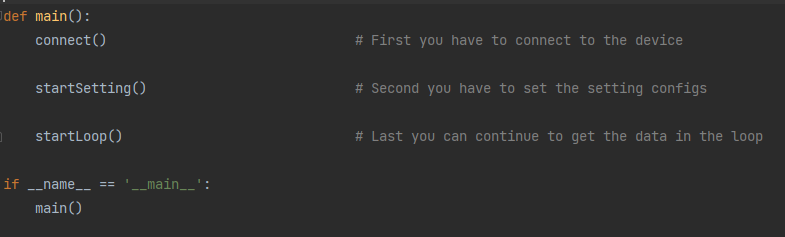 def main():
    connect()                               # First you have to connect to the device
    startSetting()                          # Second you have to set the setting configs
    startLoop()                             # Last you can continue to get the data in the loop
if __name__ == '__main__':
    main()